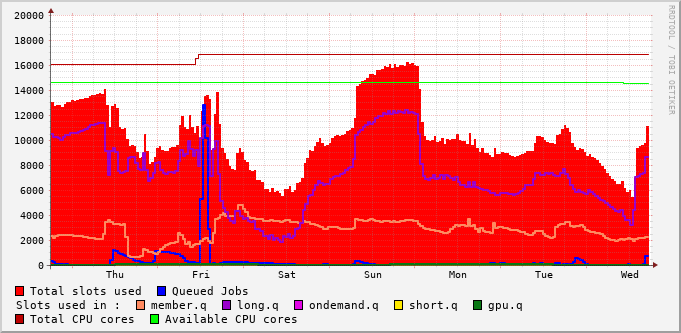 RRDTOOL / TOBI OETIKER
20000
18000
16000
14000
12000
10000
8000
6000
4000
2000
0
Thu Fri Sat Sun Mon Tue Wed
Total slots used Queued Jobs
Slots used in : member.q long.q ondemand.q short.q gpu.q
Total CPU cores Available CPU cores